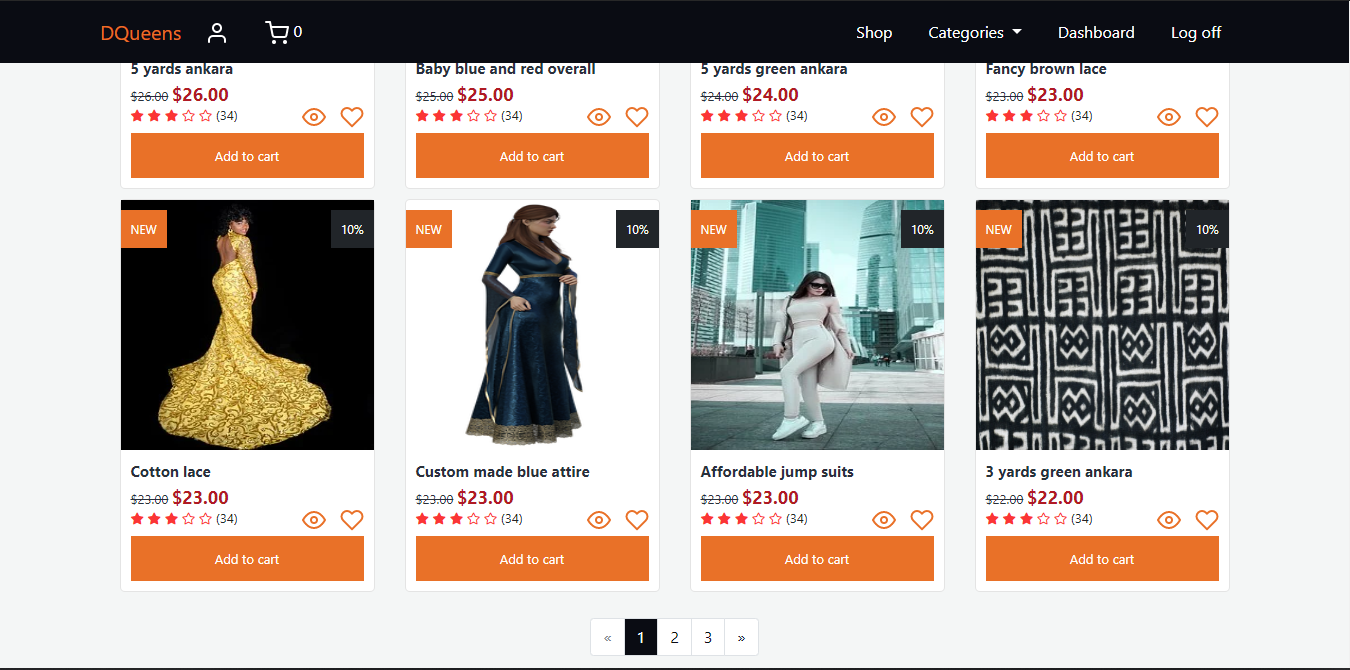 DQueens 0 Shop Categories Dashboard Log off
5 yards ankara Baby blue and red overall 5 yards green ankara Fancy brown lace
$26.00 $26.00 $25.00 $25.00 $24.00 $24.00 $23.00 $23.00
(34) (34) (34) (34)
Add to cart Add to cart Add to cart Add to cart
NEW 10% NEW 10% NEW 10% NEW 10%
Cotton lace Custom made blue attire Affordable jump suits 3 yards green ankara
$23.00 $23.00 $23.00 $23.00 $23.00 $23.00 $22.00 $22.00
(34) (34) (34) (34)
Add to cart Add to cart Add to cart Add to cart
« 1 2 3 »